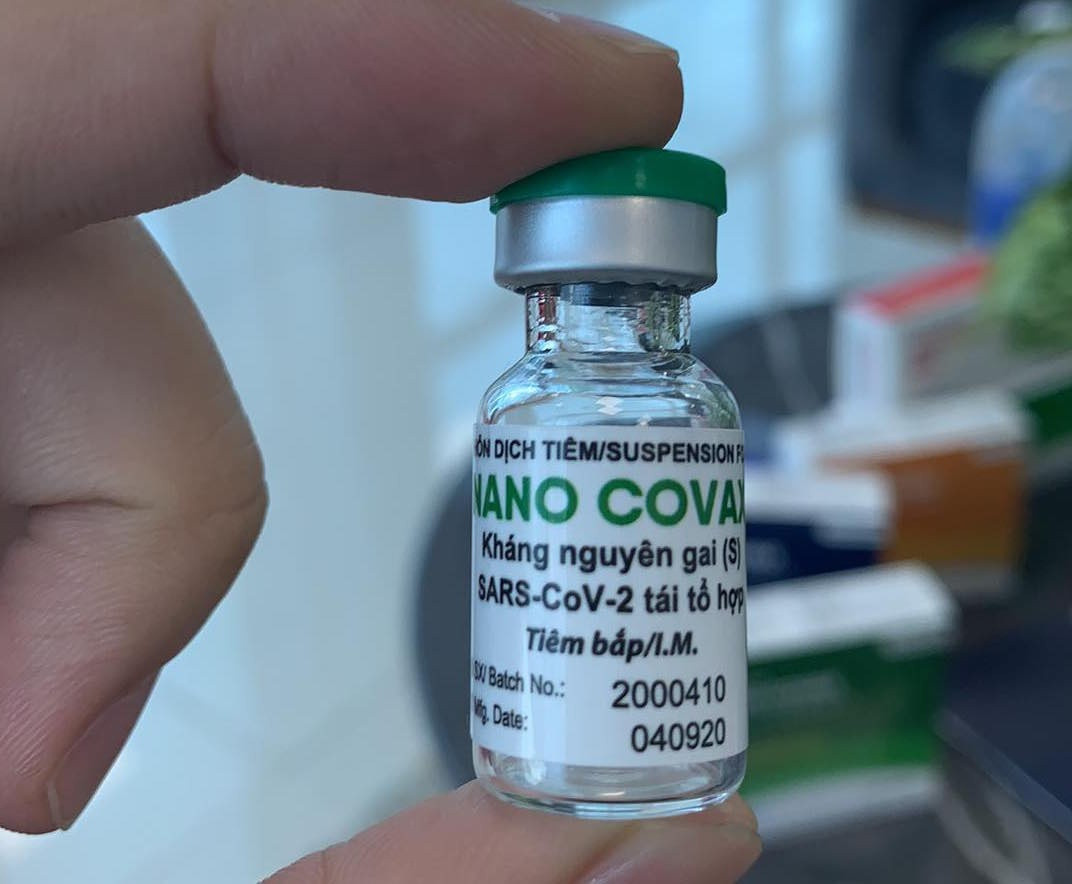 DỊCH TIÊM/SUSPENSION
NANO COVAX
Kháng nguyên gai (S)
SARS-CoV-2 tái tổ hợp
Tiêm bắp/I.M.
SX/ Batch No.: 2000410
Mfg. Date: 040920